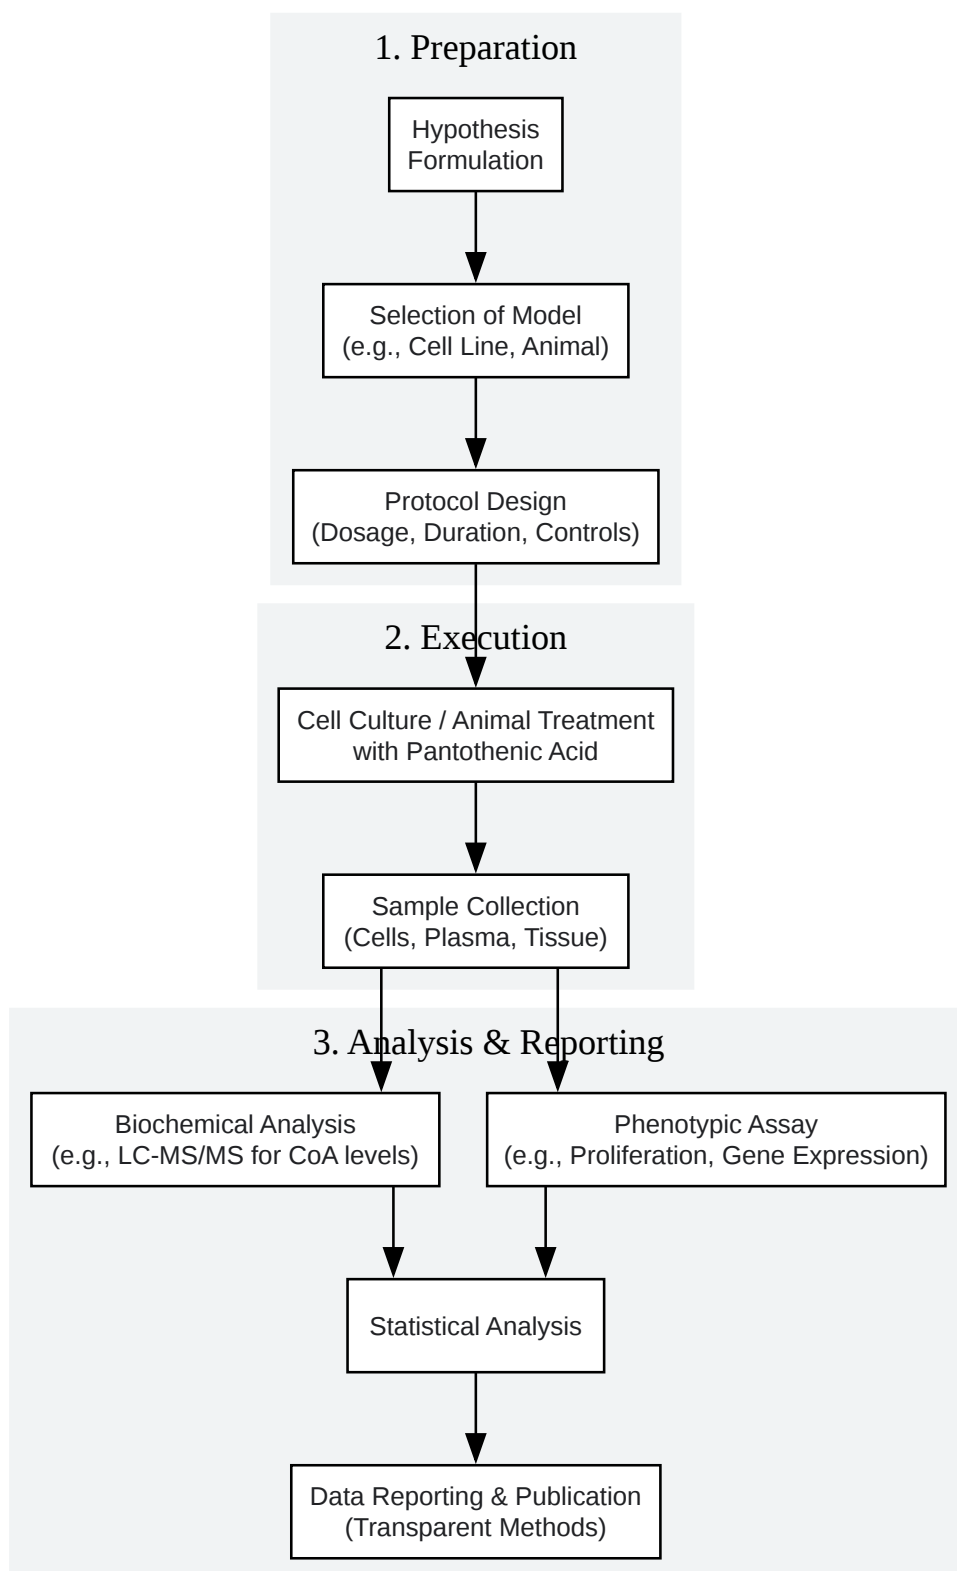 1. Preparation
Hypothesis
Formulation
Selection of Model
(e.g., Cell Line, Animal)
Protocol Design
(Dosage, Duration, Controls)
2. Execution
Cell Culture / Animal Treatment
with Pantothenic Acid
Sample Collection
(Cells, Plasma, Tissue)
3. Analysis & Reporting
Biochemical Analysis
(e.g., LC-MS/MS for CoA levels)
Phenotypic Assay
(e.g., Proliferation, Gene Expression)
Statistical Analysis
Data Reporting & Publication
(Transparent Methods)